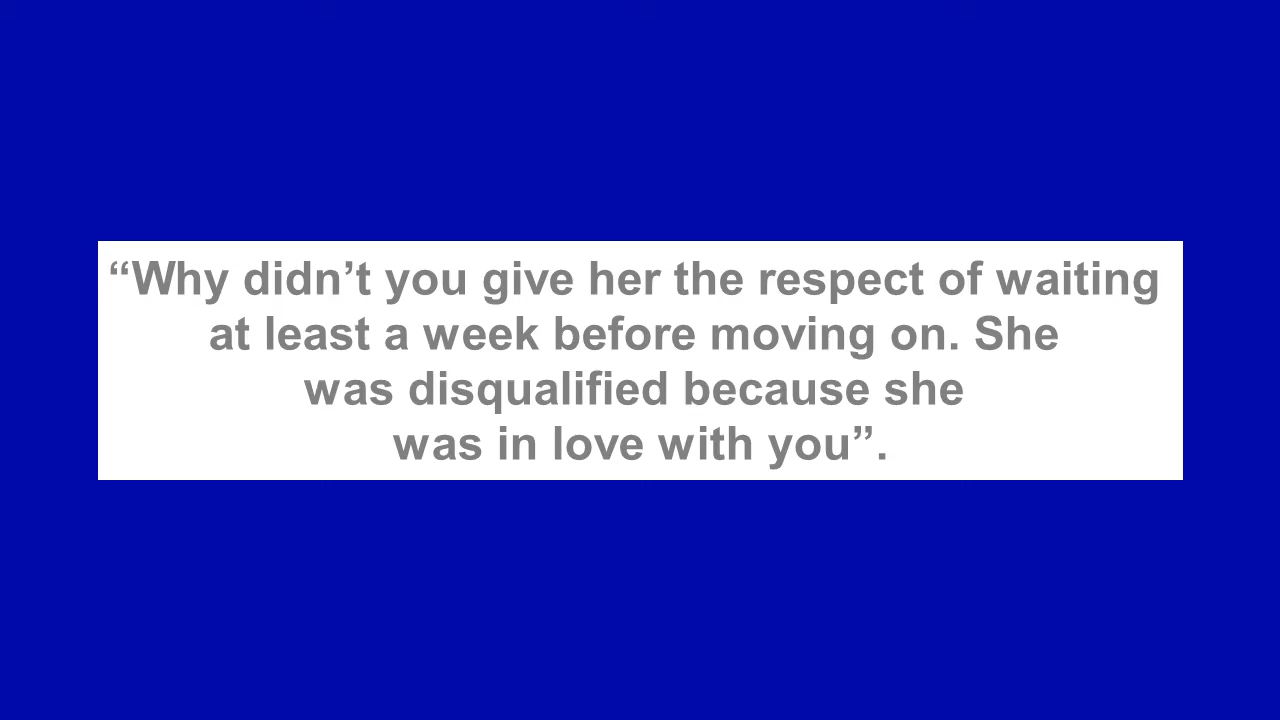 “Why didn’t you give her the respect of waiting
at least a week before moving on. She
was disqualified because she
was in love with you”.